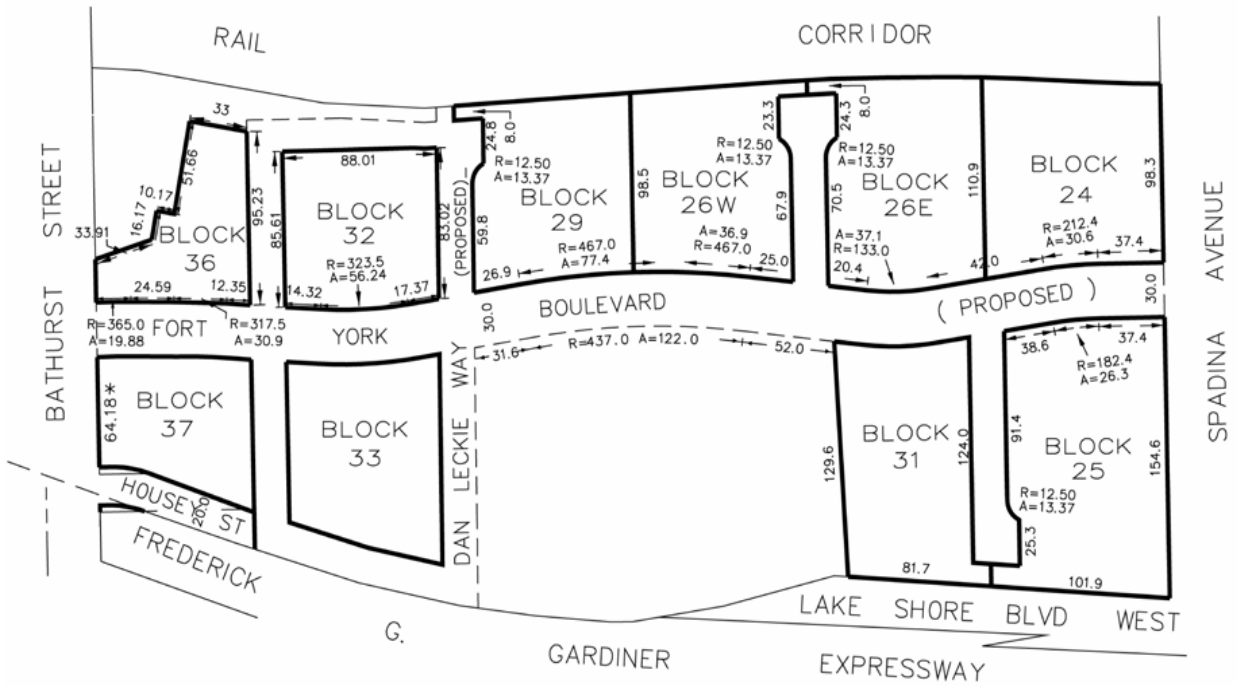 RAIL
CORRIDOR
BATHURST STREET
SPADINA AVENUE
33
51.66
10.17
16.17
33.91
95.23
BLOCK
36
24.59
12.35
R=365.0
A=19.88
R=317.5
A=30.9
88.01
85.61
83.02
BLOCK
32
R=323.5
A=56.24
14.32
17.37
(PROPOSED)
24.8
8.0
R=12.50
A=13.37
59.8
BLOCK
29
R=467.0
A=77.4
26.9
98.5
23.3
R=12.50
A=13.37
BLOCK
26W
67.9
A=36.9
R=467.0
25.0
24.3
8.0
R=12.50
A=13.37
70.5
BLOCK
26E
110.9
A=37.1
R=133.0
20.4
42.0
BLOCK
24
98.3
R=212.4
A=30.6
37.4
FORT
YORK
BOULEVARD
( PROPOSED )
30.0
30.0
31.6
R=437.0 A=122.0
52.0
DAN LECKIE WAY
64.18*
BLOCK
37
BLOCK
33
129.6
BLOCK
31
124.0
81.7
38.6
R=182.4
A=26.3
37.4
91.4
BLOCK
25
154.6
R=12.50
A=13.37
25.3
101.9
HOUSEY ST
20.0
FREDERICK
G.
GARDINER
EXPRESSWAY
LAKE SHORE BLVD WEST